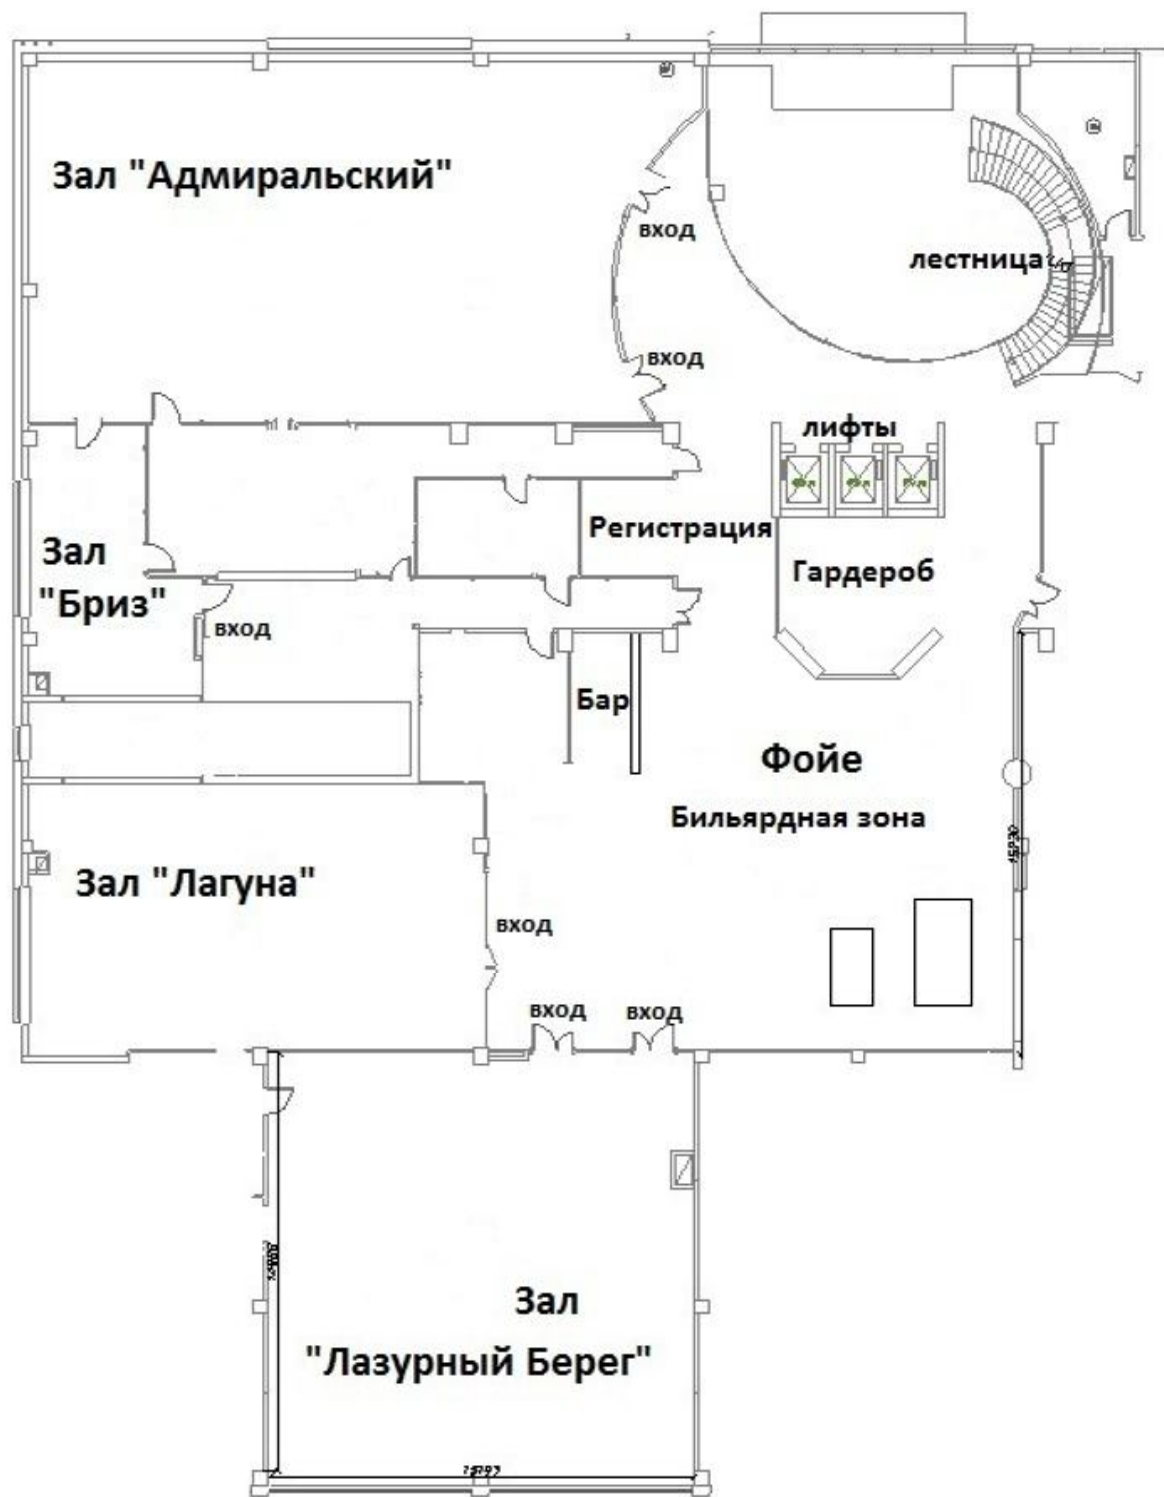 Зал "Адмиральский"
вход
лестница
вход
лифты
Регистрация
Зал
"Бриз"
Гардероб
вход
Бар
Фойе
Бильярдная зона
Зал "Лагуна"
вход
вход
вход
Зал
"Лазурный Берег"